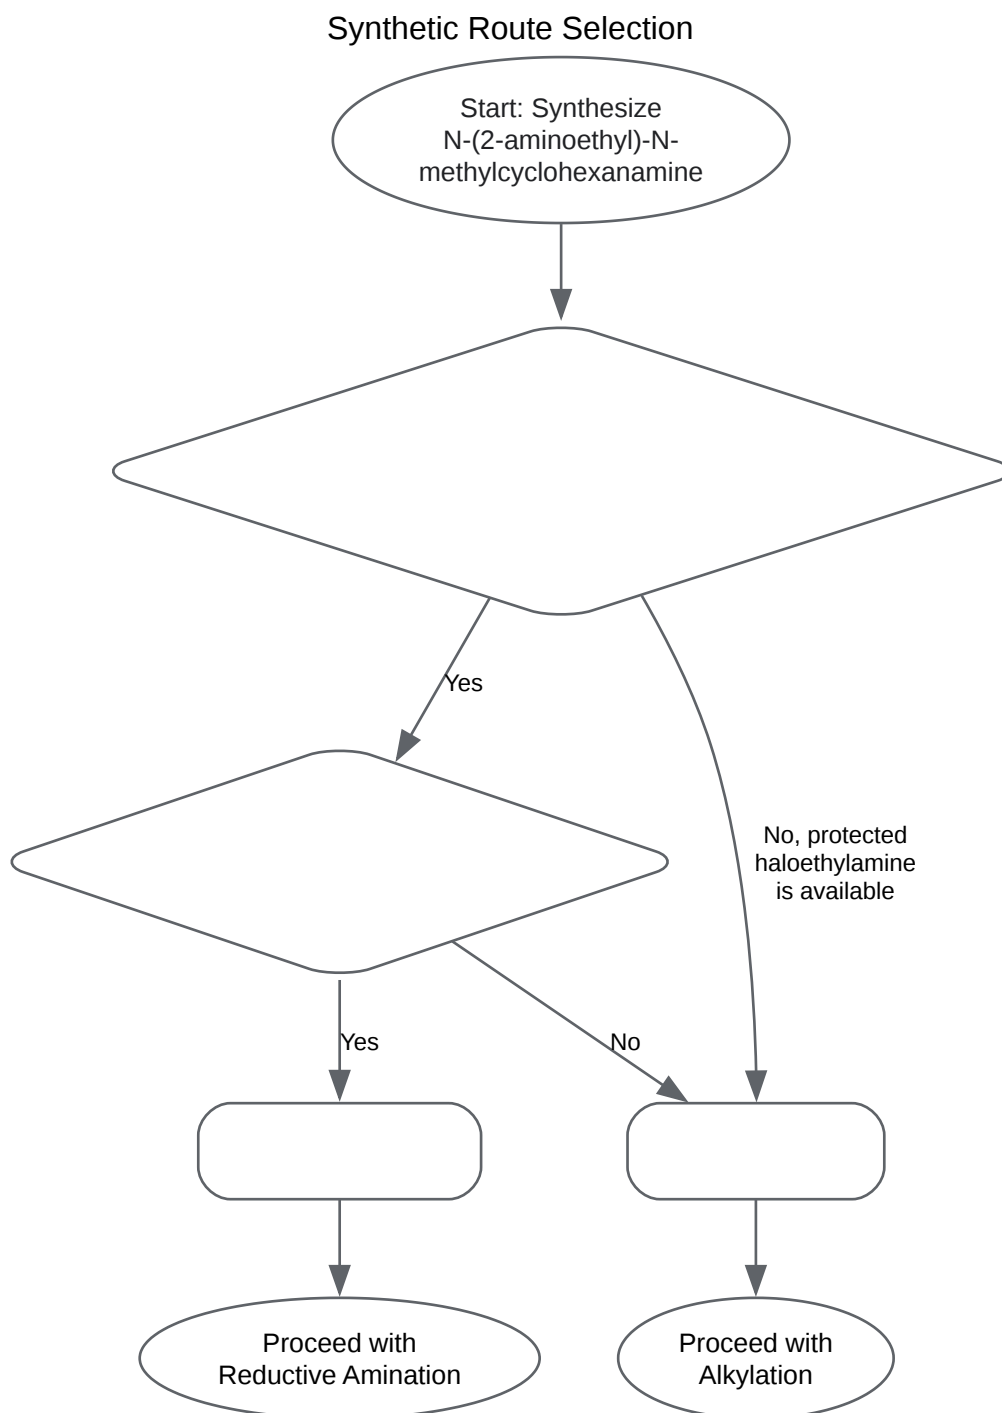 Synthetic Route Selection
Start: Synthesize
N-(2-aminoethyl)-N-
methylcyclohexanamine
Yes
No, protected
haloethylamine
is available
Yes
No
Proceed with
Reductive Amination
Proceed with
Alkylation